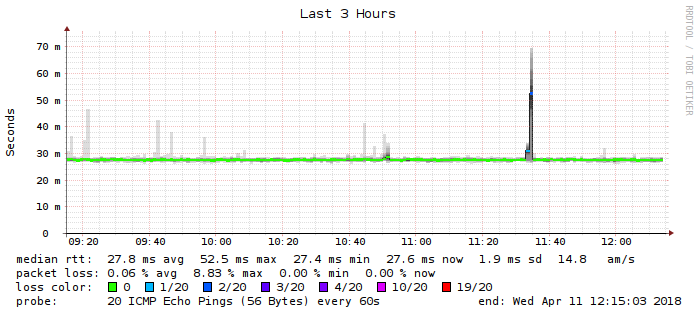 Last 3 Hours
RRDTOOL / TOBI OETIKER
Seconds
70 m
60 m
50 m
40 m
30 m
20 m
10 m
0
09:20 09:40 10:00 10:20 10:40 11:00 11:20 11:40 12:00
median rtt: 27.8 ms avg 52.5 ms max 27.4 ms min 27.6 ms now 1.9 ms sd 14.8 am/s
packet loss: 0.06 % avg 8.83 % max 0.00 % min 0.00 % now
loss color: 0 1/20 2/20 3/20 4/20 10/20 19/20
probe: 20 ICMP Echo Pings (56 Bytes) every 60s end: Wed Apr 11 12:15:03 2018